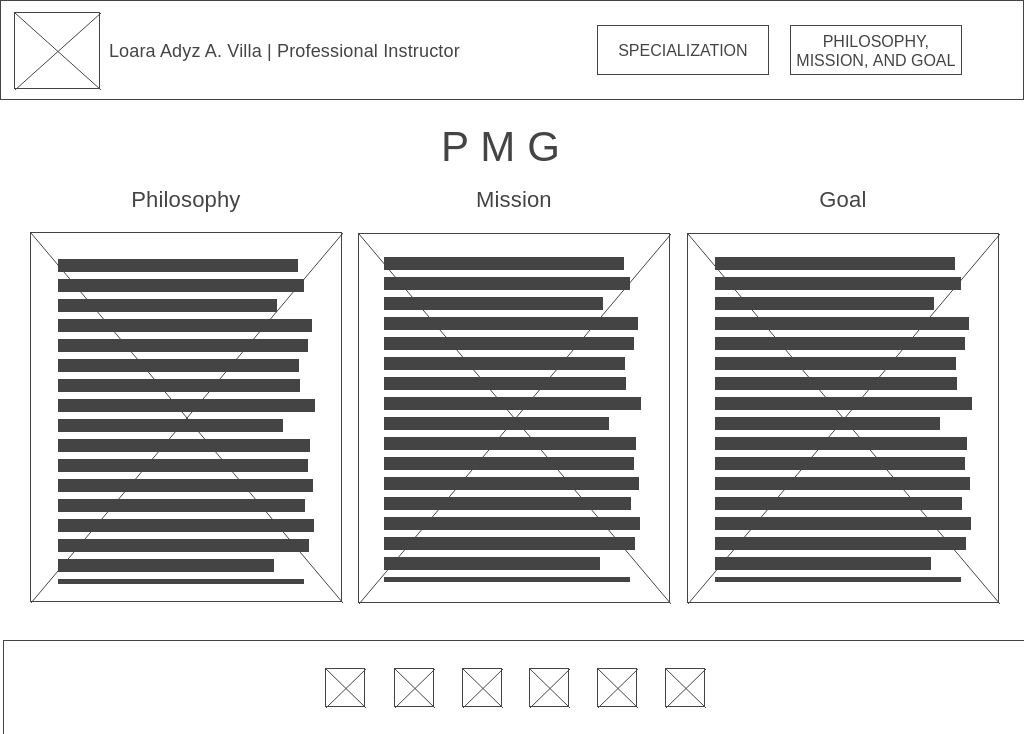 Loara Adyz A. Villa | Professional Instructor
SPECIALIZATION
PHILOSOPHY,
MISSION, AND GOAL
P M G
Philosophy
Mission
Goal